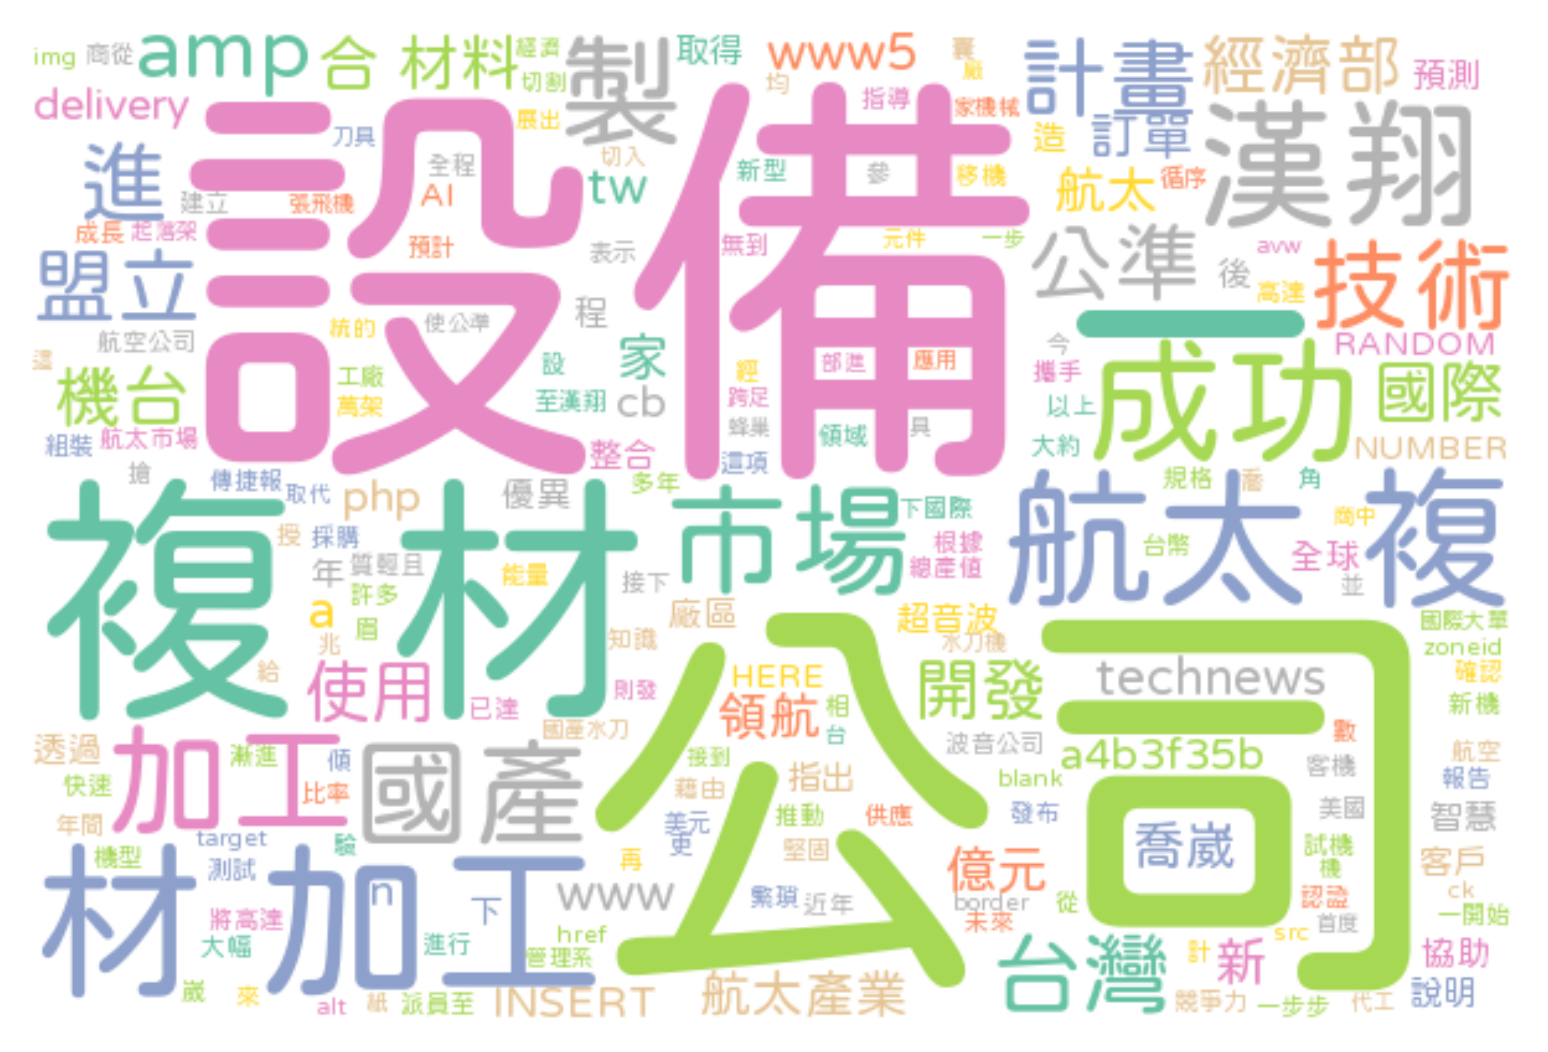 img
商從
amp
合 材料
經濟
切割
製
取得
www5
囊
嚴
均
計畫
經濟部
預測
delivery
設備
刀具
展出
指導
家機械
造
訂單
漢翔
進
全程
切入
新型
參
移機
航太
循序
建立
張飛機
AI
tw
成長
起落架
預計
表示
無到
元件
一步
公準
後
avw
高達
技術
盟立
航空公司
統的
使公準
程
一
今
RANDOM
這
機台
工廠
萬架
設
至漢翔
家
cb
經
跨足
部進
應用
攜手
以上
成功
國際
組裝
航太市場
蜂巢
領域
具
大約
NUMBER
搶
傳捷報
取代
整合
這項
多年
規格
喬
角
php
優異
複材
市場
下國際
航太複
商中
授
採購
根據
總產值
台幣
全球
年
質輕且
能量
接下
並
a
許多
眉
兆
廠區
超音波
國際大單
知識
水刀機
zoneid
給
使用
公司
HERE
開發
technews
確認
已達
則發
領航
相
台
新機
透過
加工
漸進
傾
國產
國產水刀
接到
波音公司
a4b3f35b
數
航空
快速
比率
藉由
指出
blank
客機
報告
年間
target
驗
美元
吏
推動
供應
發布
美國
智慧
機型
測試
再
堅固
喬崴
試機
機
客戶
材加工
n
億元
將高達
下
www
繁瑣
近年
border
從
認證
ck
大幅
進行
href
未來
首度
一開始
管理系
src
台灣
計
新
協助
崴
來
alt
紙
派員至
INSERT
航太產業
競爭力
一步步
代工
說明